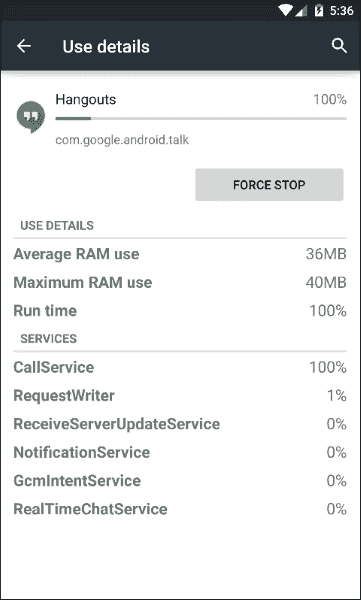 5:36
Use details
Hangouts 100%
com.google.android.talk
FORCE STOP
USE DETAILS
Average RAM use 36MB
Maximum RAM use 40MB
Run time 100%
SERVICES
CallService 100%
RequestWriter 1%
ReceiveServerUpdateService 0%
NotificationService 0%
GcmIntentService 0%
RealTimeChatService 0%